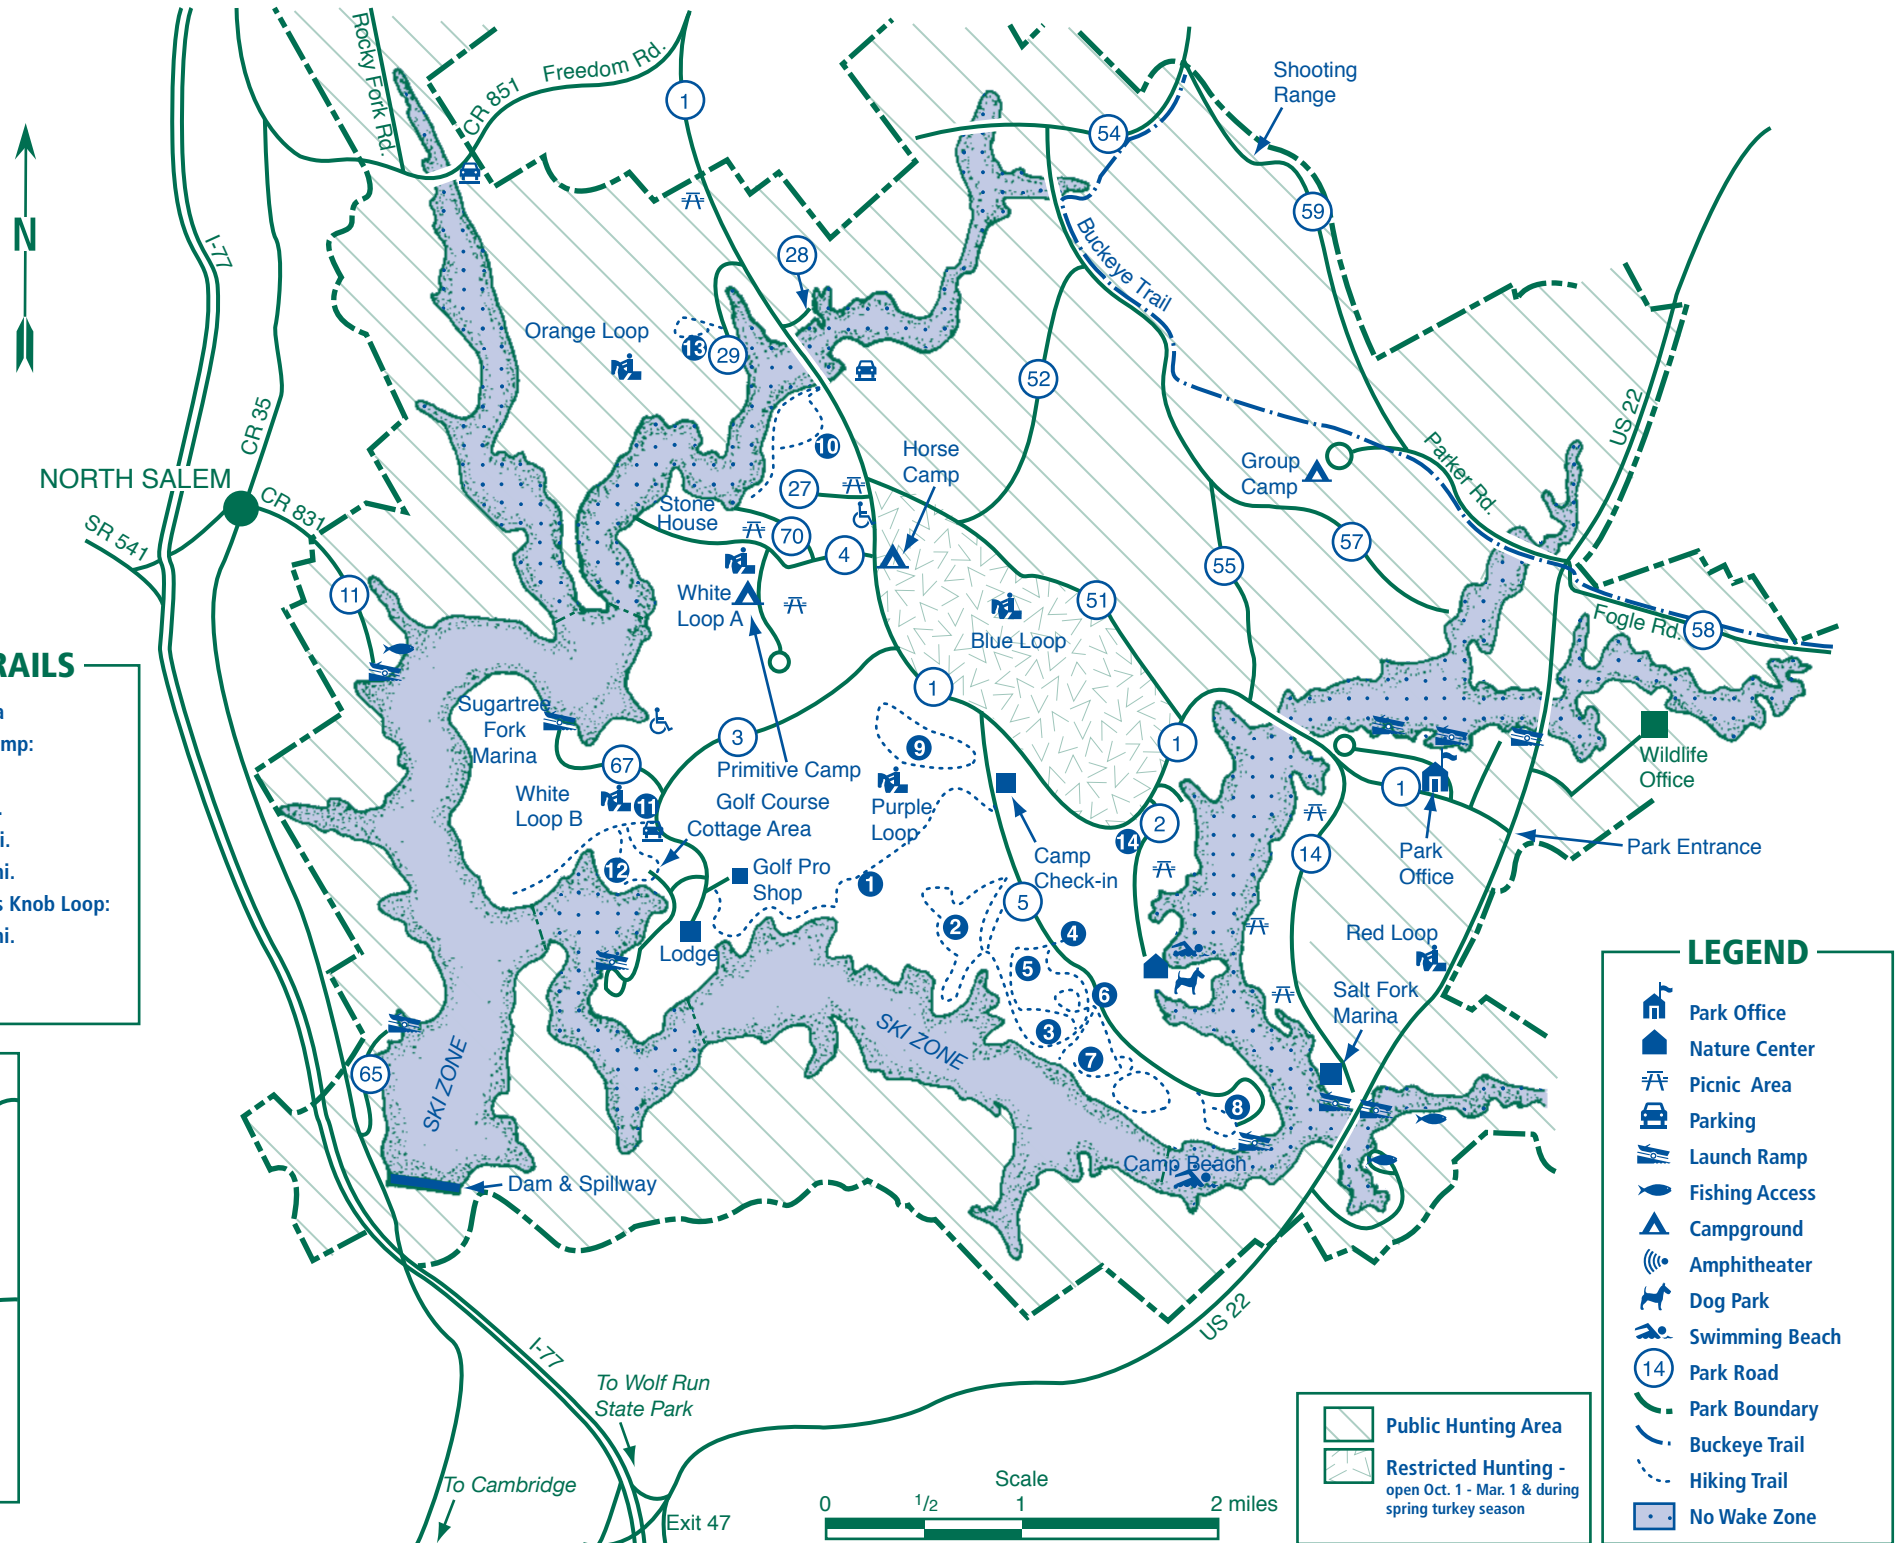 Rocky Fork Rd.
CR 851
Freedom Rd.
1
Shooting
Range
54
59
N
I-77
28
Buckeye Trail
Orange Loop
13
29
52
CR 35
US 22
10
Horse
Camp
Parker Rd.
Group
Camp
NORTH SALEM
CR 831
SR 541
27
Stone
House
70
4
57
55
11
White
Loop A
51
Blue Loop
Fogle Rd.
58
RAILS
a
mp:
.
i.
ni.
s Knob Loop:
ni.
1
Sugartree
Fork
Marina
3
9
1
67
Primitive Camp
Wildlife
Office
White
Loop B
11
Golf Course
Cottage Area
Purple
Loop
1
2
14
14
Park Entrance
Park
Office
Camp
Check-in
12
Golf Pro
Shop
1
5
2
4
Lodge
5
Red Loop
6
Salt Fork
Marina
3
SKI ZONE
SKI ZONE
7
65
8
Camp Beach
Dam & Spillway
US 22
I-77
To Wolf Run
State Park
To Cambridge
Exit 47
Scale
0
1/2
1
2 miles
Public Hunting Area
Restricted Hunting -
open Oct. 1 - Mar. 1 & during
spring turkey season
LEGEND
Park Office
Nature Center
Picnic Area
Parking
Launch Ramp
Fishing Access
Campground
Amphitheater
Dog Park
Swimming Beach
14 Park Road
Park Boundary
Buckeye Trail
Hiking Trail
No Wake Zone